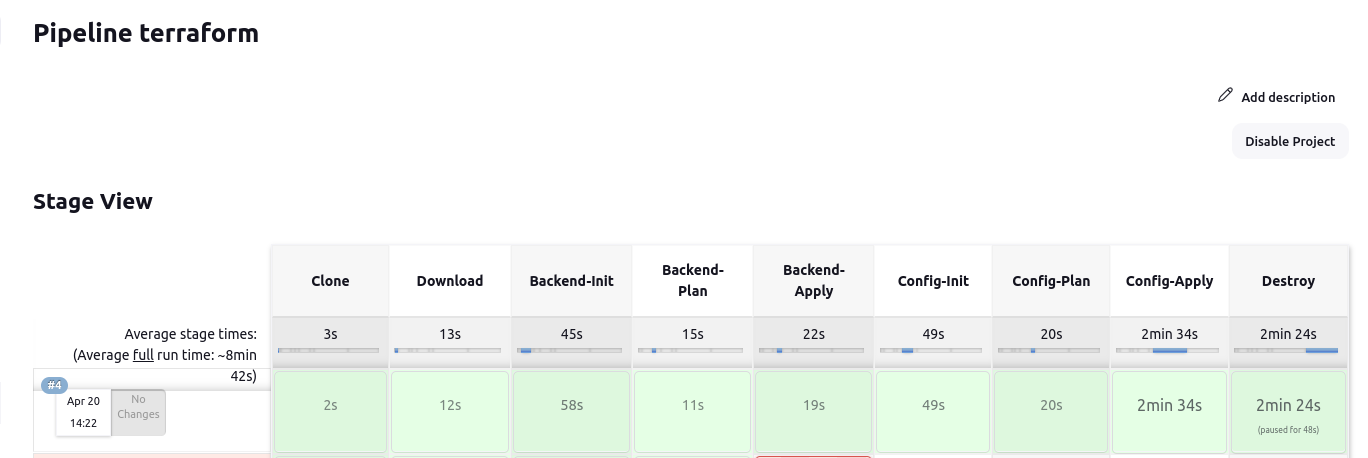 Pipeline terraform
Add description
Disable Project
Stage View
Clone
Download
Backend-Init
Backend-
Plan
Backend-
Apply
Config-Init
Config-Plan
Config-Apply
Destroy
Average stage times:
(Average full run time: ~8min
42s)
3s
13s
45s
15s
22s
49s
20s
2min 34s
2min 24s
#4
Apr 20
14:22
No
Changes
2s
12s
58s
11s
19s
49s
20s
2min 34s
2min 24s
(paused for 48s)